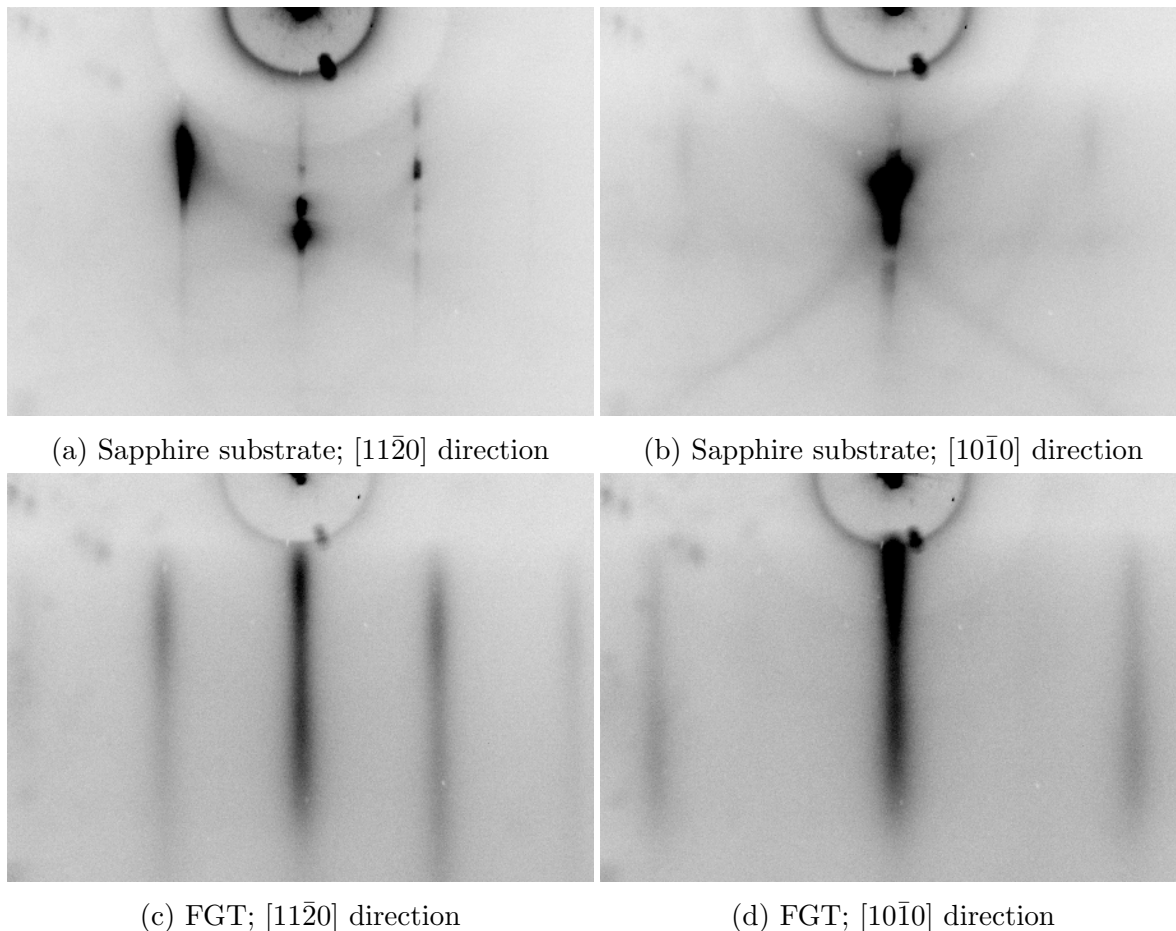 (a) Sapphire substrate; [112̄0] direction
(b) Sapphire substrate; [101̄0] direction
(c) FGT; [112̄0] direction
(d) FGT; [101̄0] direction